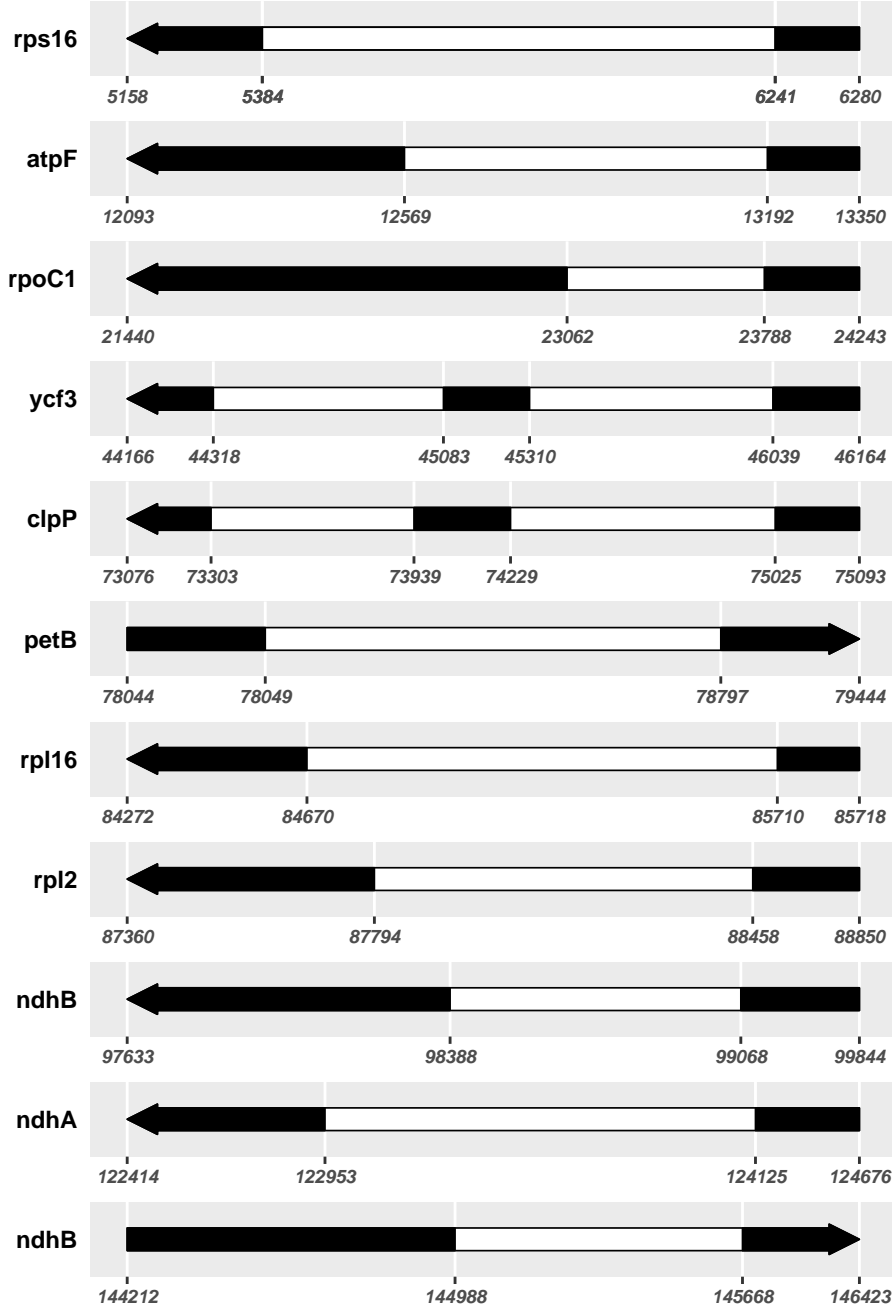 rps16
5158 5384 6241 6280
atpF
12093 12569 13192 13350
rpoC1
21440 23062 23788 24243
ycf3
44166 44318 45083 45310 46039 46164
clpP
73076 73303 73939 74229 75025 75093
petB
78044 78049 78797 79444
rpl16
84272 84670 85710 85718
rpl2
87360 87794 88458 88850
ndhB
97633 98388 99068 99844
ndhA
122414 122953 124125 124676
ndhB
144212 144988 145668 146423